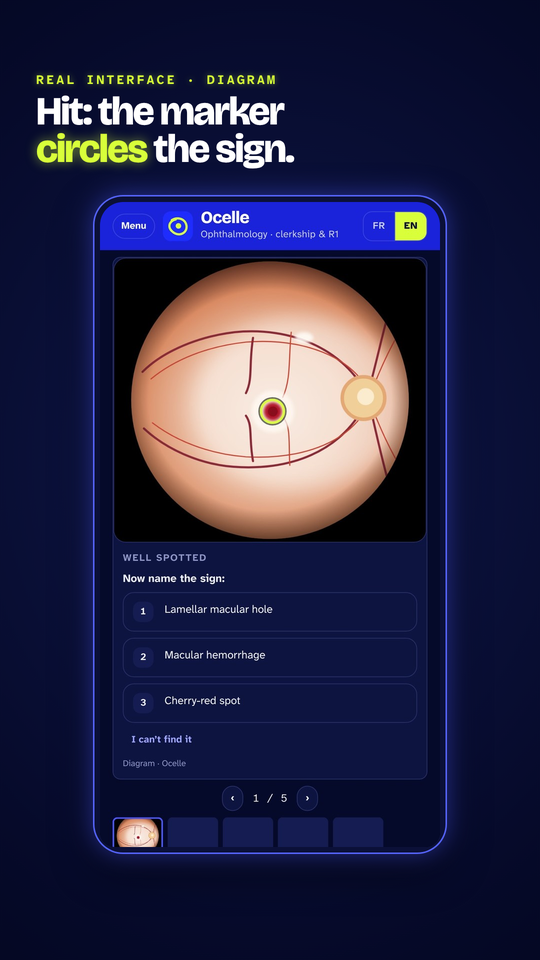 REAL INTERFACE · DIAGRAM
Hit: the marker
circles the sign.
Menu
Ocelle
Ophthalmology · clerkship & R1
FR
EN
WELL SPOTTED
Now name the sign:
1 Lamellar macular hole
2 Macular hemorrhage
3 Cherry-red spot
I can't find it
Diagram · Ocelle
‹ 1 / 5 ›